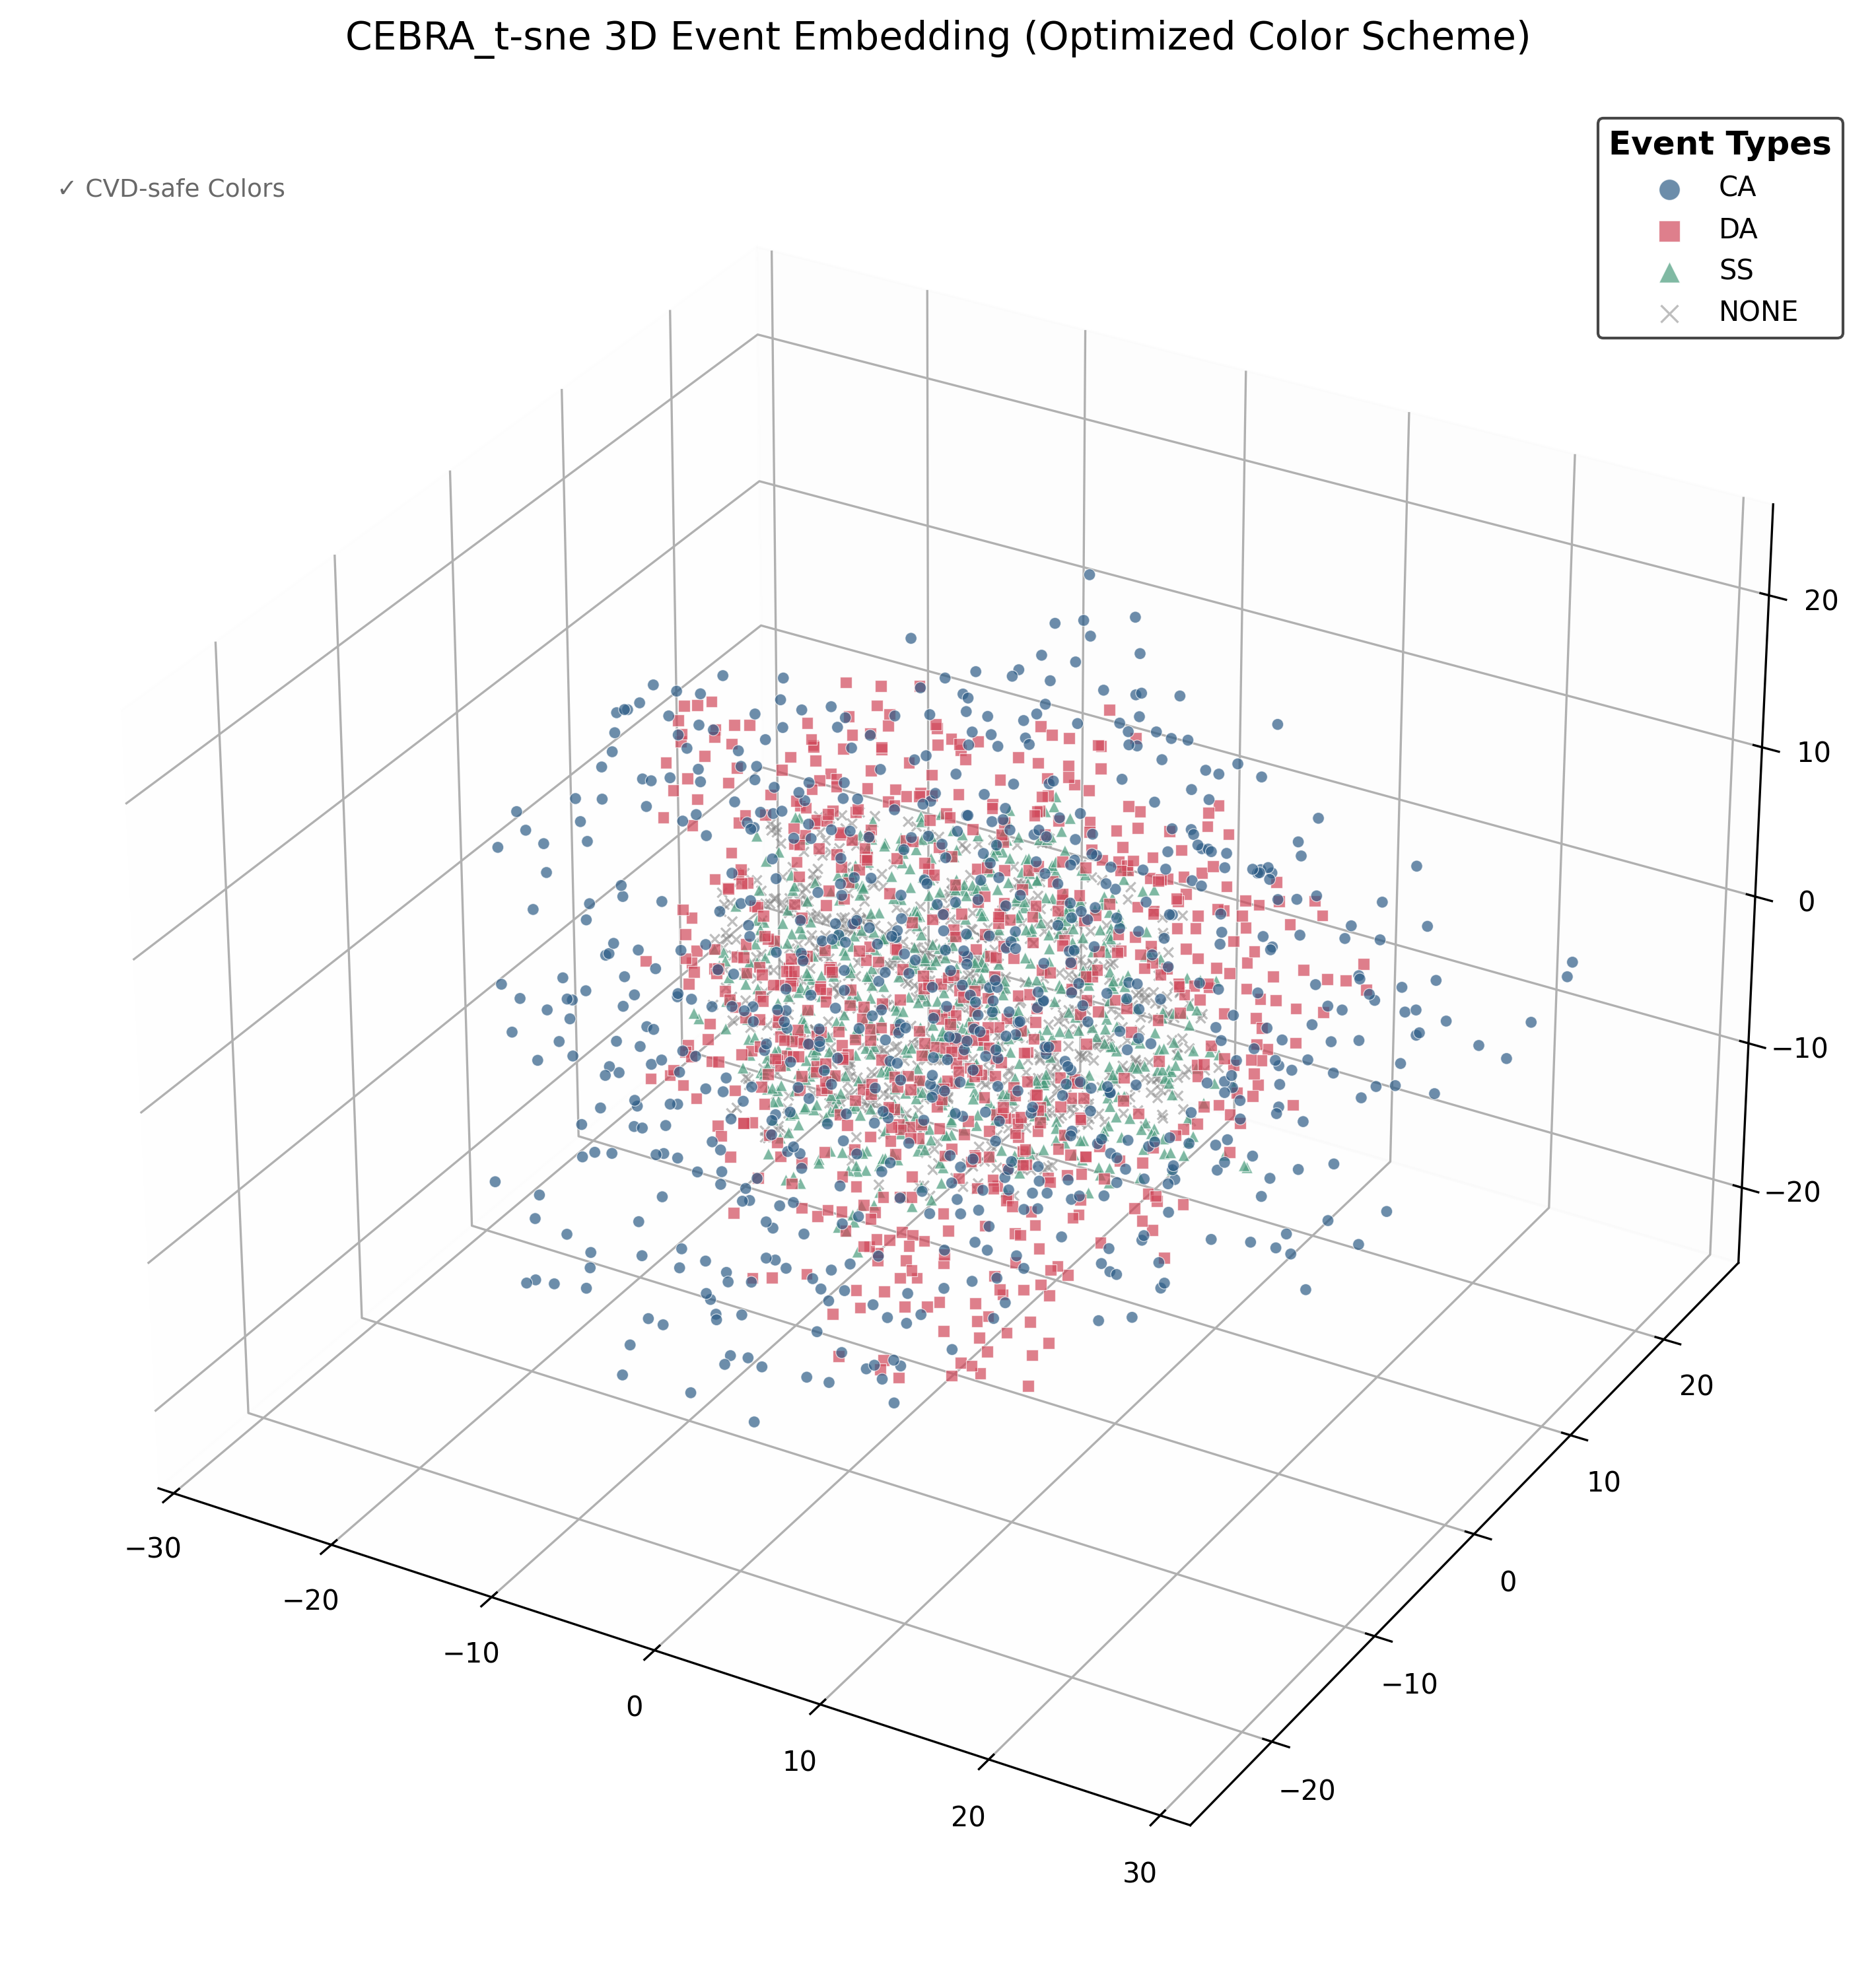 CEBRA_t-sne 3D Event Embedding (Optimized Color Scheme)
✓ CVD-safe Colors
Event Types
CA
DA
SS
NONE
20
10
0
−10
−20
20
10
0
−10
−20
−30
−20
−10
0
10
20
30